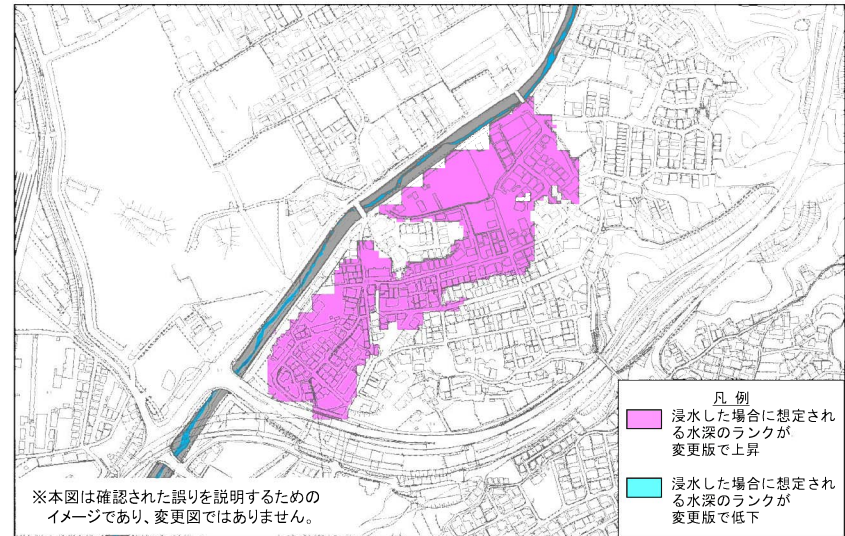 凡 例
浸水した場合に想定され
る水深のランクが
変更版で上昇
浸水した場合に想定され
る水深のランクが
変更版で低下
※本図は確認された誤りを説明するための
イメージであり、変更図ではありません。